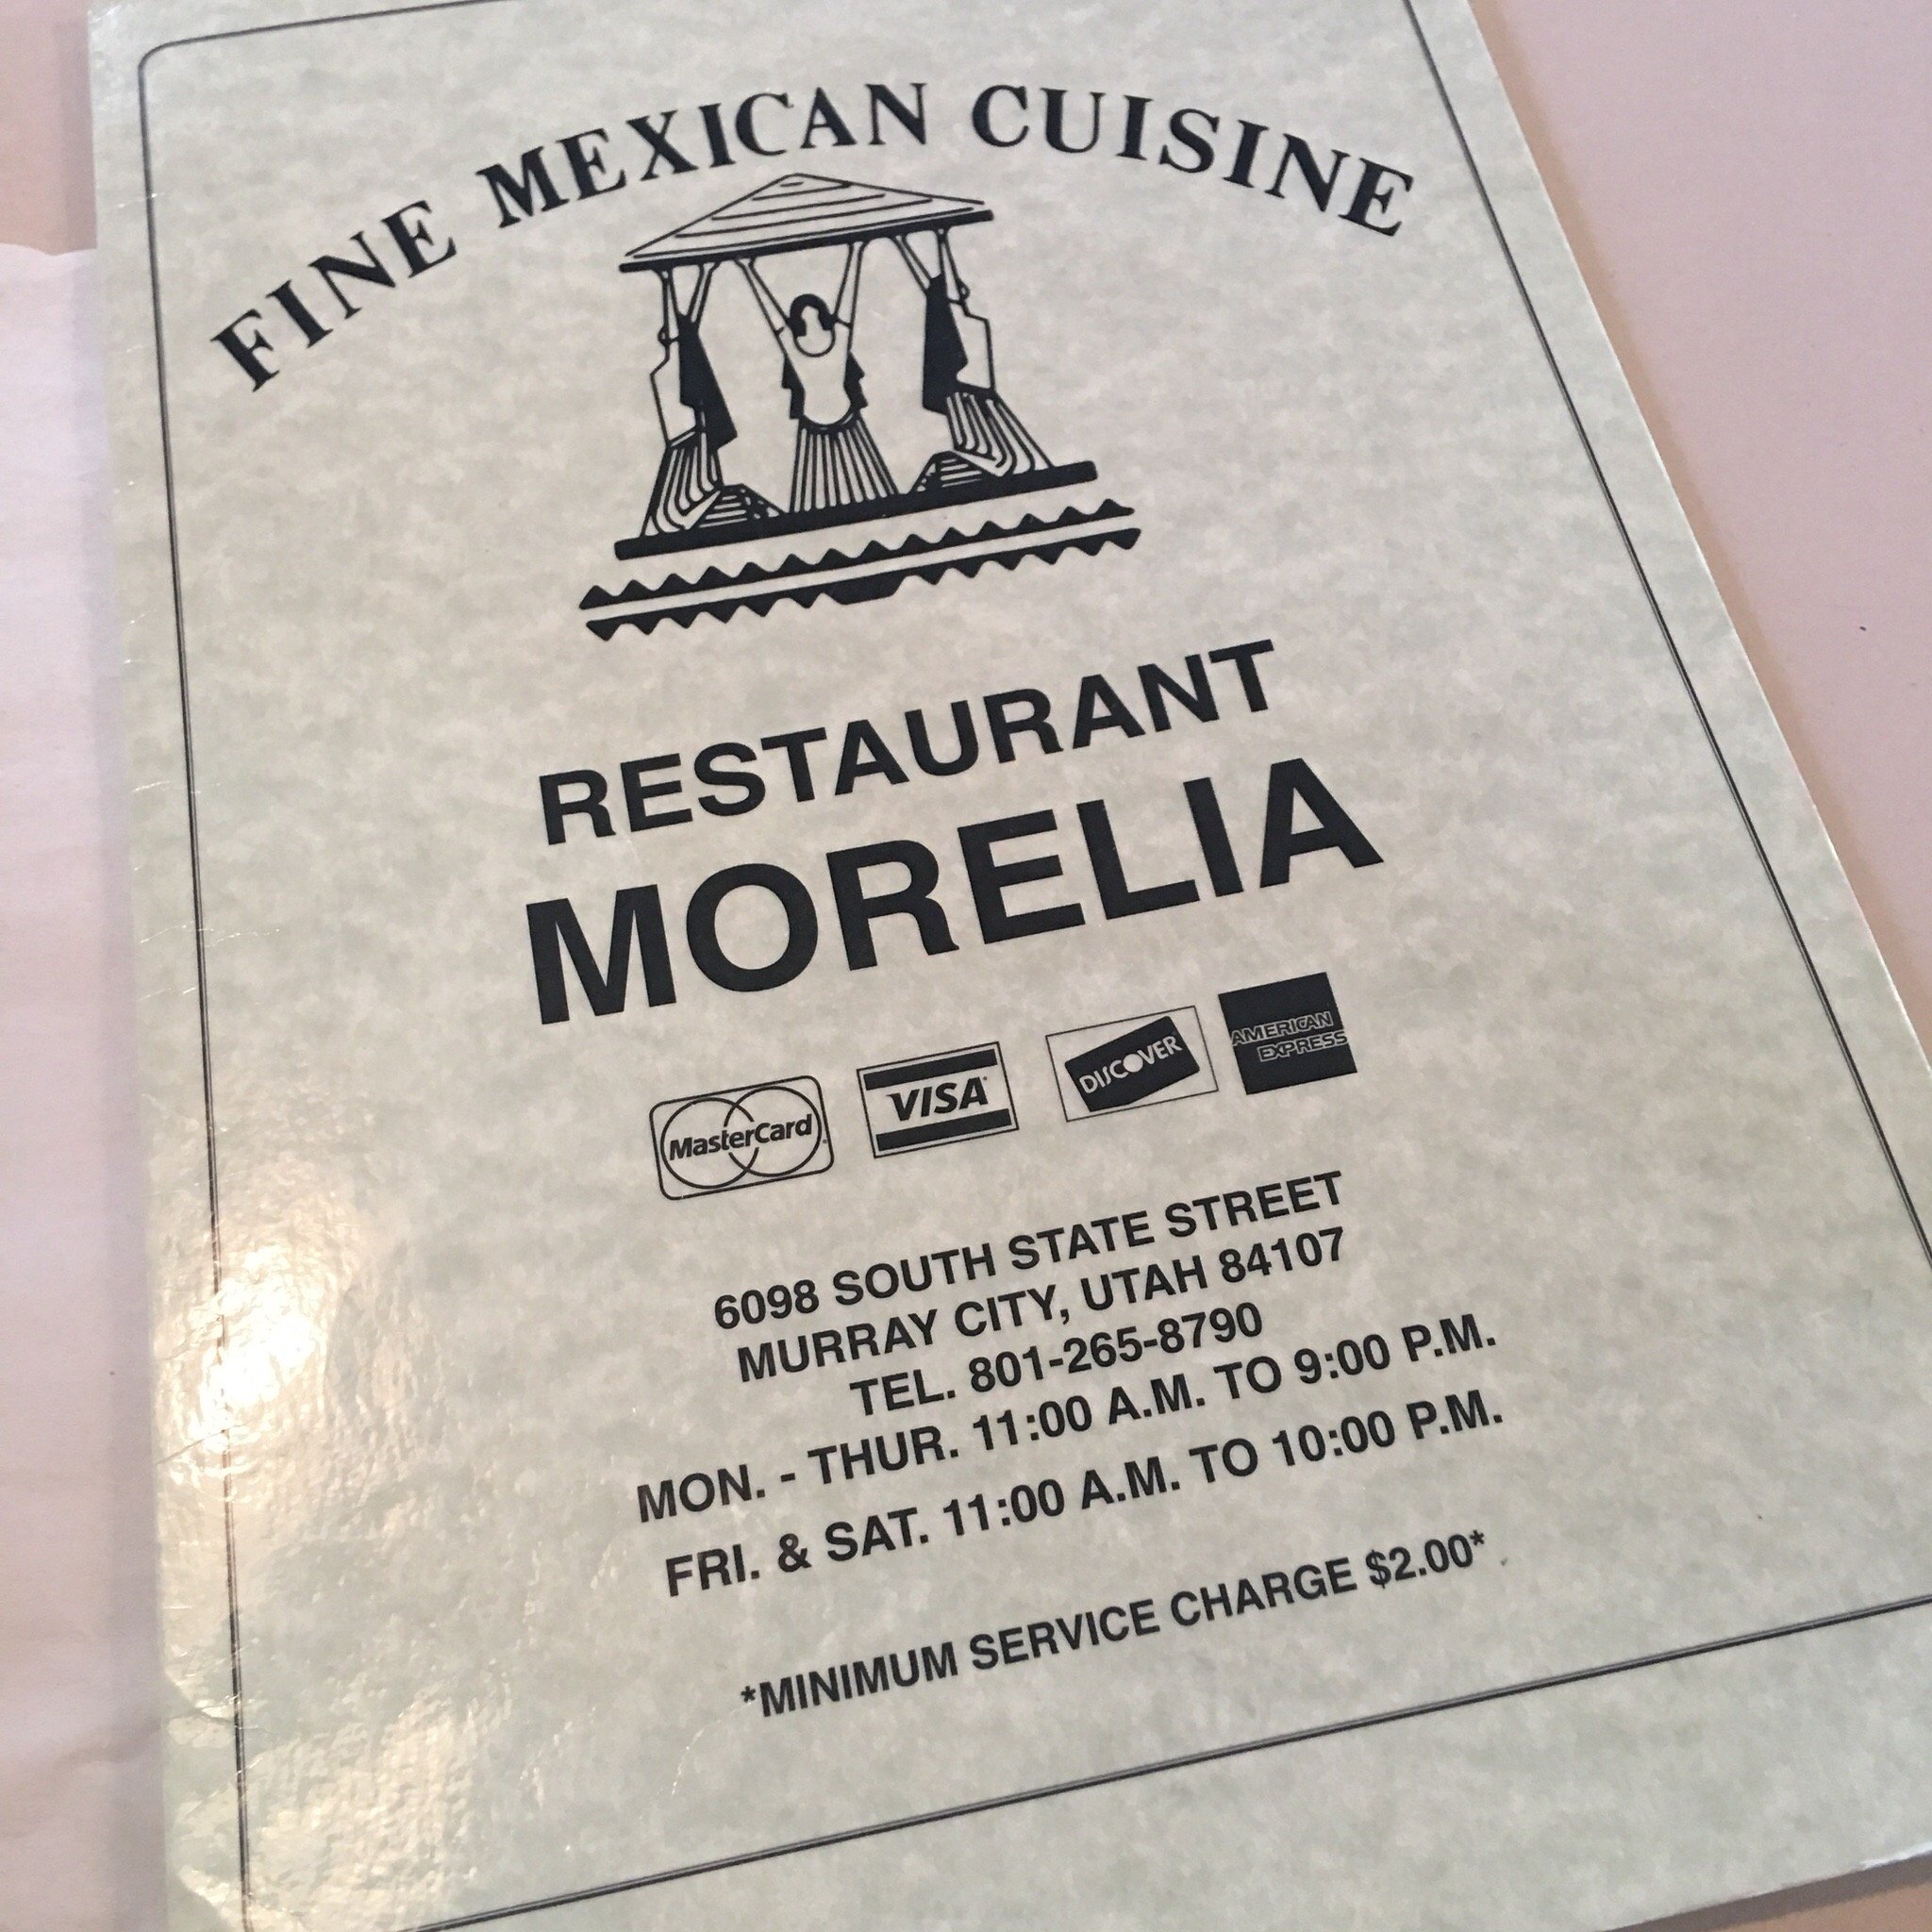 FINE MEXICAN CUISINE
RESTAURANT
MORELIA
MasterCard VISA DISCOVER AMERICAN EXPRESS
6098 SOUTH STATE STREET
MURRAY CITY, UTAH 84107
TEL. 801-265-8790
MON. - THUR. 11:00 A.M. TO 9:00 P.M.
FRI. & SAT. 11:00 A.M. TO 10:00 P.M.
*MINIMUM SERVICE CHARGE $2.00*